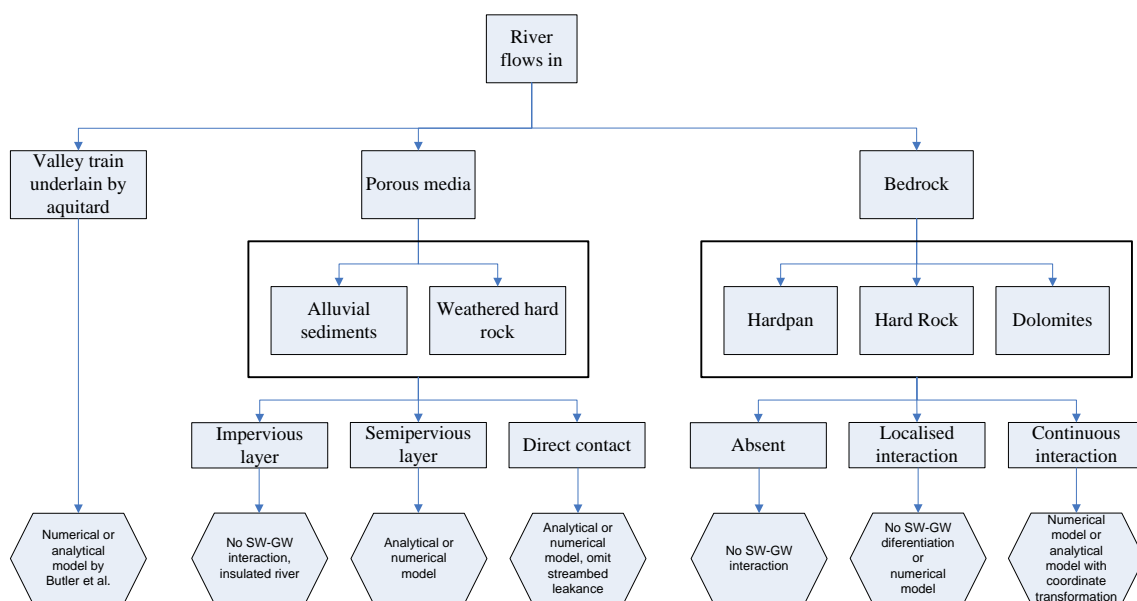 River
flows in
Valley train
underlain by
aquitard
Porous media
Bedrock
Alluvial
sediments
Weathered hard
rock
Hardpan
Hard Rock
Dolomites
Impervious
layer
Semipervious
layer
Direct contact
Absent
Localised
interaction
Continuous
interaction
Numerical or
analytical
model by
Butler et al.
No SW-GW
interaction,
insulated river
Analytical or
numerical
model
Analytical or
numerical
model, omit
streambed
leakance
No SW-GW
interaction
No SW-GW
diferentiation
or
numerical
model
Numerical
model or
analytical
model with
coordinate
transformation